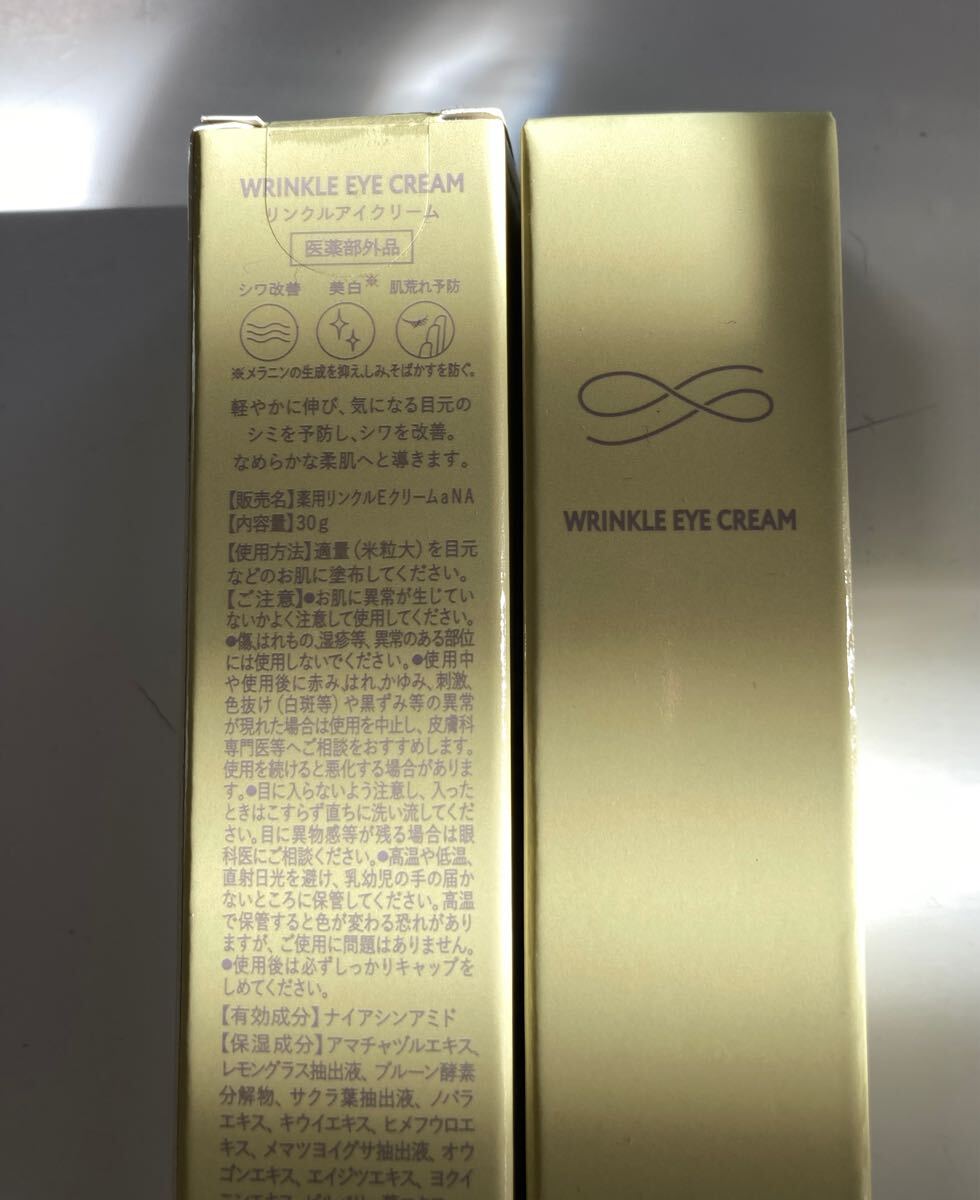 WRINKLE EYE CREAM
リンクルアイクリーム
医薬部外品
シワ改善 美白※ 肌荒れ予防
※メラニンの生成を抑え、しみ、そばかすを防ぐ。
軽やかに伸び、気になる目元の
シミを予防し、シワを改善。
なめらかな柔肌へと導きます。
【販売名】薬用リンクルEクリームaNA
【内容量】30g
【使用方法】適量(米粒大)を目元
などのお肌に塗布してください。
【ご注意】●お肌に異常が生じてい
ないかよく注意して使用してください。
●傷、はれもの、湿疹等、異常のある部位
には使用しないでください。●使用中
や使用後に赤み、はれ、かゆみ、刺激、
色抜け(白斑等)や黒ずみ等の異常
が現れた場合は使用を中止し、皮膚科
専門医等へご相談をおすすめします。
使用を続けると悪化する場合がありま
す。●目に入らないよう注意し、入った
ときはこすらず直ちに洗い流してくだ
さい。目に異物感等が残る場合は眼
科医にご相談ください。●高温や低温、
直射日光を避け、乳幼児の手の届か
ないところに保管してください。高温
で保管すると色が変わる恐れがあり
ますが、ご使用に問題はありません。
●使用後は必ずしっかりキャップを
しめてください。
【有効成分】ナイアシンアミド
【保湿成分】アマチャヅルエキス、
レモングラス抽出液、プルーン酵素
分解物、サクラ葉抽出液、ノバラ
エキス、キウイエキス、ヒメフウロエ
キス、メマツヨイグサ抽出液、オウ
ゴンエキス、エイジツエキス、ヨクイ
WRINKLE EYE CREAM